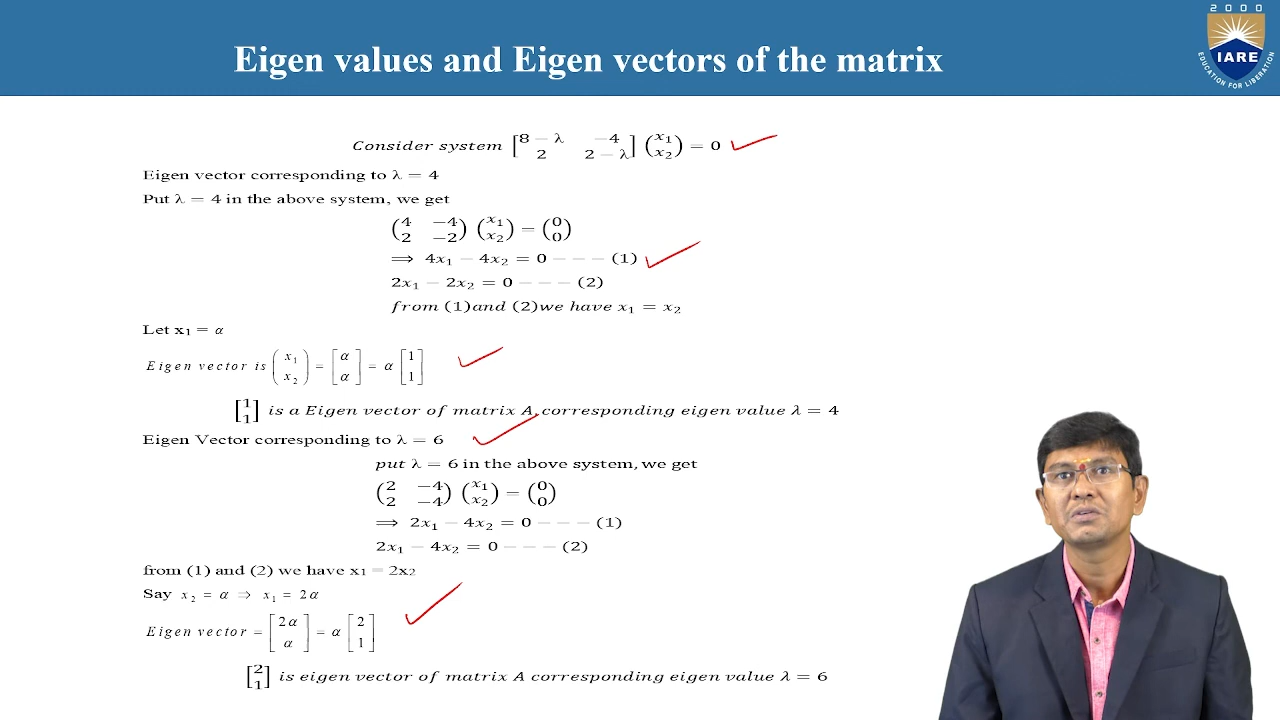 2000
IARE
EDUCATION FOR LIBERATION
Eigen values and Eigen vectors of the matrix
Consider system [8 − λ −4 2 2 − λ] (x₁ x₂) = 0
Eigen vector corresponding to λ = 4
Put λ = 4 in the above system, we get
(4 −4 2 −2) (x₁ x₂) = (0 0)
⟹ 4x₁ − 4x₂ = 0 − − − (1)
2x₁ − 2x₂ = 0 − − − (2)
from (1)and (2)we have x₁ = x₂
Let x₁ = α
Eigen vector is (x₁ x₂) = [α α] = α [1 1]
[1 1] is a Eigen vector of matrix A, corresponding eigen value λ = 4
Eigen Vector corresponding to λ = 6
put λ = 6 in the above system, we get
(2 −4 2 −4) (x₁ x₂) = (0 0)
⟹ 2x₁ − 4x₂ = 0 − − − (1)
2x₁ − 4x₂ = 0 − − − (2)
from (1) and (2) we have x₁ = 2x₂
Say x₂ = α ⇒ x₁ = 2α
Eigen vector = [2α α] = α [2 1]
[2 1] is eigen vector of matrix A corresponding eigen value λ = 6